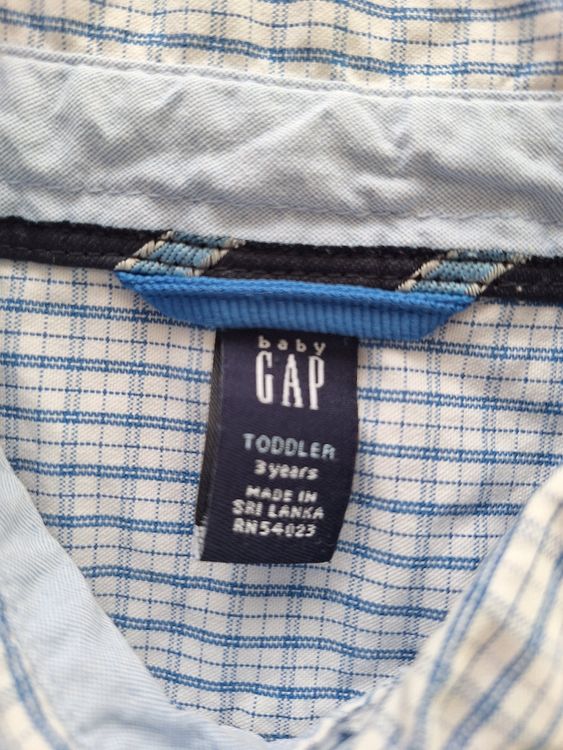 baby
GAP
TODDLER
3 years
MADE IN
SRI LANKA
RN54023